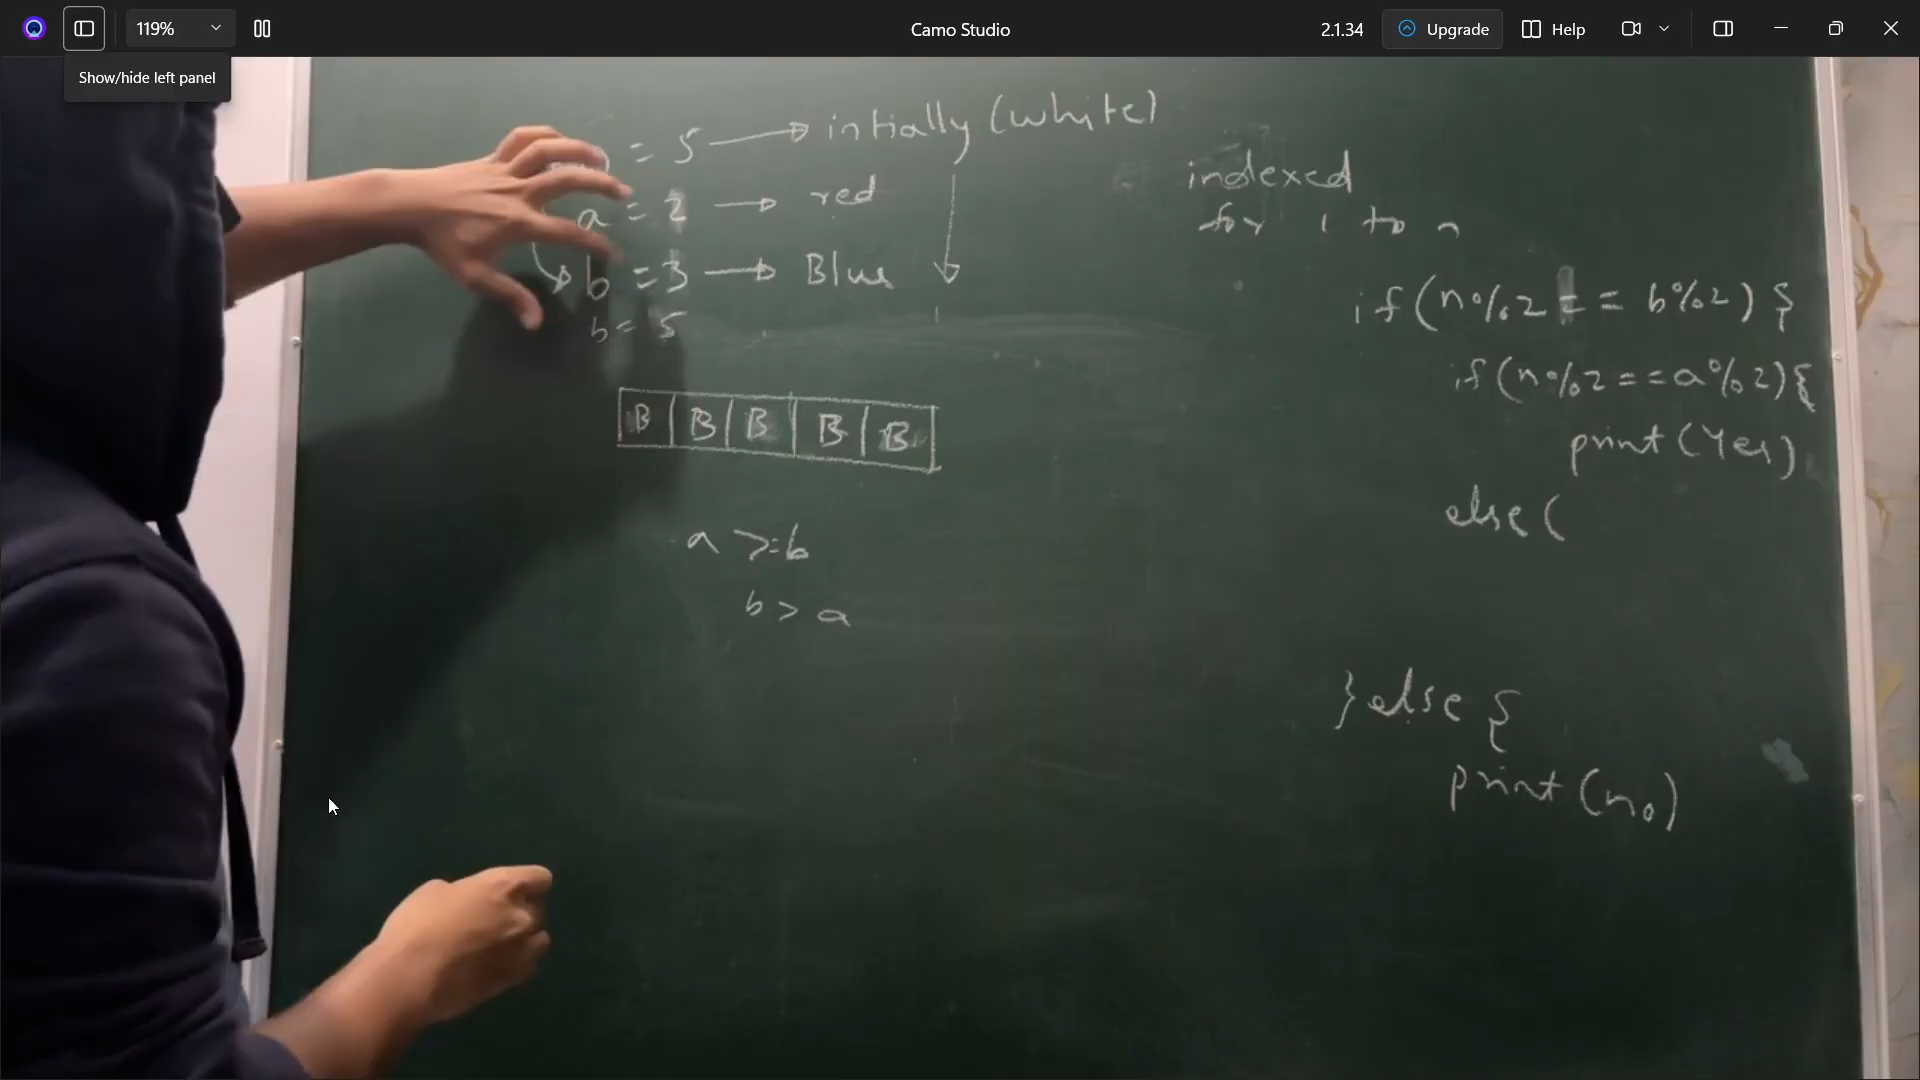 119%
Camo Studio
2.1.34
Upgrade
Help
Show/hide left panel
= 5 → intially (white)
a = 2 → red
b = 3 → Blue
b = 5
B B B B B
a >= b
b > a
indexed
for 1 to n
if (n%2 == b%2) {
if (n%2 == a%2) {
print (Yes)
else (
} else {
print (no)